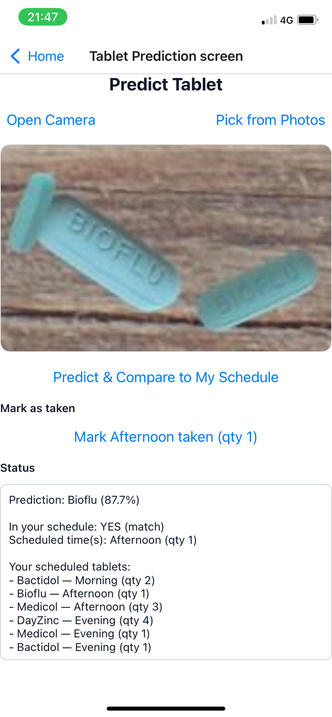 21:47
4G
Home
Tablet Prediction screen
Predict Tablet
Open Camera
Pick from Photos
BIOFLU
BIOFLU
Predict & Compare to My Schedule
Mark as taken
Mark Afternoon taken (qty 1)
Status
Prediction: Bioflu (87.7%)
In your schedule: YES (match)
Scheduled time(s): Afternoon (qty 1)
Your scheduled tablets:
- Bactidol — Morning (qty 2)
- Bioflu — Afternoon (qty 1)
- Medicol — Afternoon (qty 3)
- DayZinc — Evening (qty 4)
- Medicol — Evening (qty 1)
- Bactidol — Evening (qty 1)